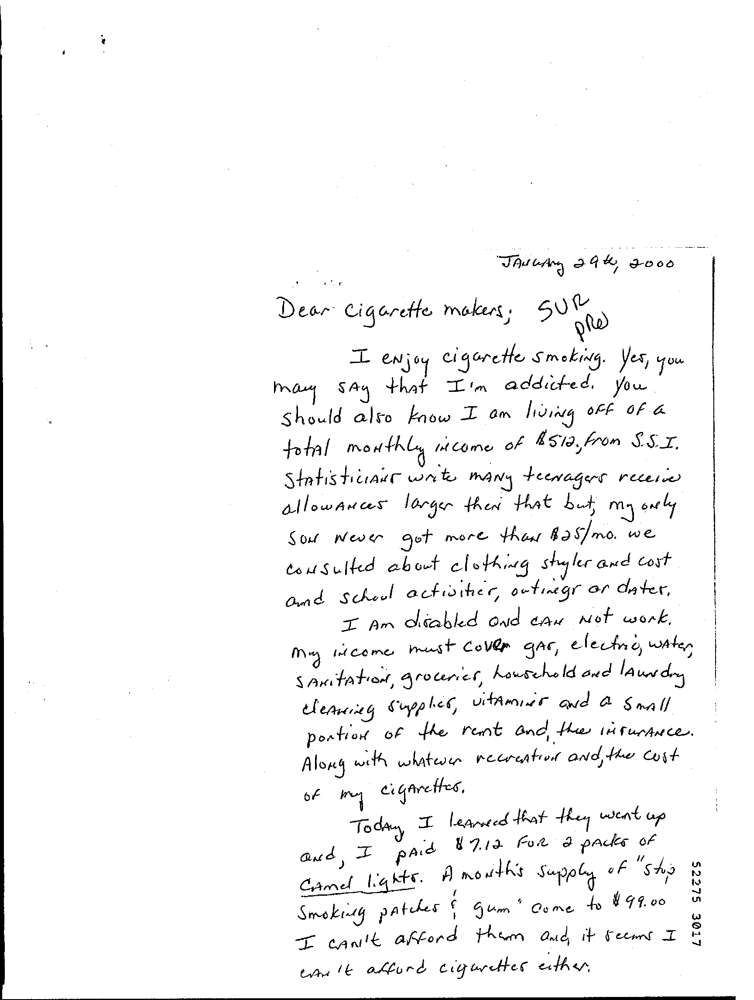 January 29th, 2000
Dear cigarette makers; SUR
pre
I enjoy cigarette smoking. Yes, you
may say that I'm addicted. You
should also know I am living off of a
total monthly income of $512, from S.S.I.
Statisticians write many teenagers receive
allowances larger then that but, my only
son never got more than $25/mo. we
consulted about clothing styles and cost
and school activities, outings or dates.
I am disabled and can not work.
my income must cover gas, electric, water,
sanitation, groceries, household and laundry
cleaning supplies, vitamins and a small
portion of the rent and, the insurance.
Along with whatever recreation and, the cost
of my cigarettes.
Today, I learned that they went up
and, I paid $7.12 for 2 packs of
Camel lights. A month's supply of "stop
smoking patches & gum" come to $99.00
I can't afford them and, it seems I
can't afford cigarettes either.
52275 3017